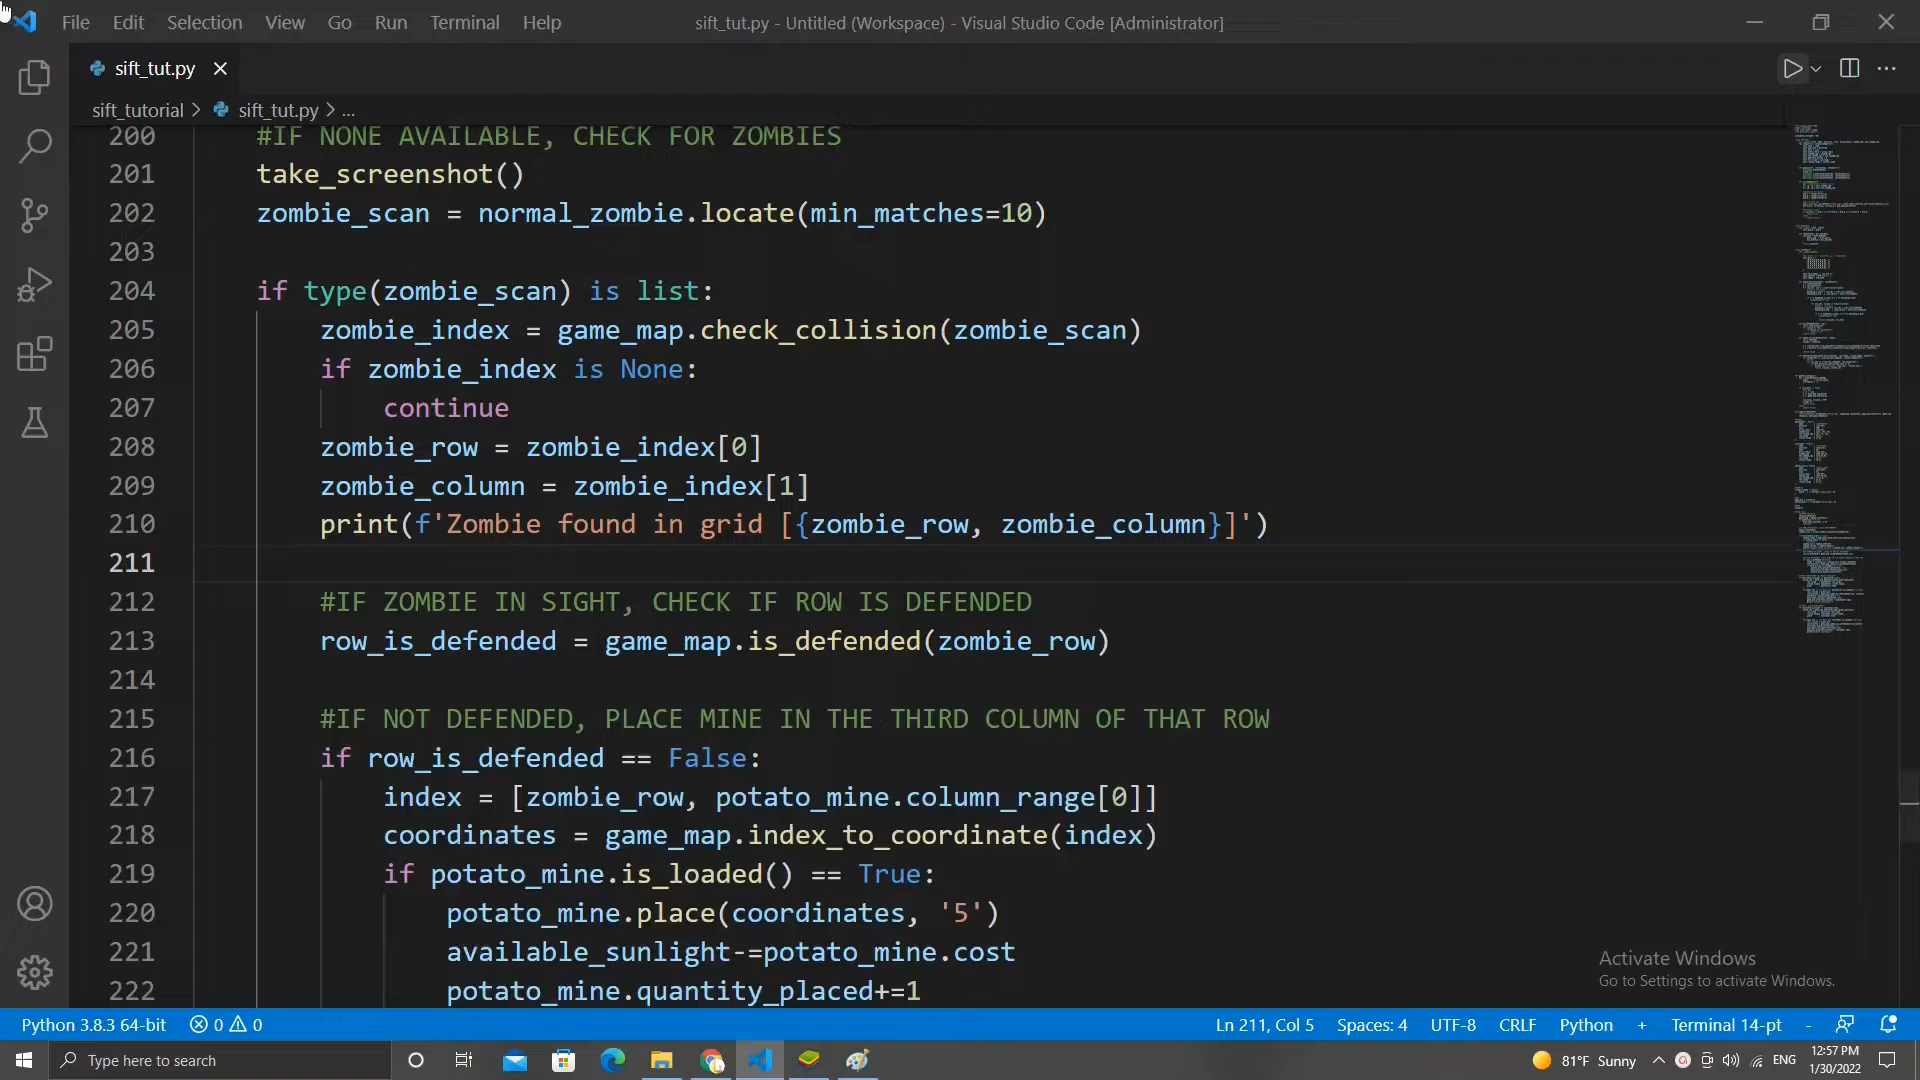 File Edit Selection View Go Run Terminal Help
sift_tut.py - Untitled (Workspace) - Visual Studio Code [Administrator]
sift_tut.py
sift_tutorial > sift_tut.py > ...
200 #IF NONE AVAILABLE, CHECK FOR ZOMBIES
201 take_screenshot()
202 zombie_scan = normal_zombie.locate(min_matches=10)
203
204 if type(zombie_scan) is list:
205 zombie_index = game_map.check_collision(zombie_scan)
206 if zombie_index is None:
207 continue
208 zombie_row = zombie_index[0]
209 zombie_column = zombie_index[1]
210 print(f'Zombie found in grid [{zombie_row, zombie_column}]')
211
212 #IF ZOMBIE IN SIGHT, CHECK IF ROW IS DEFENDED
213 row_is_defended = game_map.is_defended(zombie_row)
214
215 #IF NOT DEFENDED, PLACE MINE IN THE THIRD COLUMN OF THAT ROW
216 if row_is_defended == False:
217 index = [zombie_row, potato_mine.column_range[0]]
218 coordinates = game_map.index_to_coordinate(index)
219 if potato_mine.is_loaded() == True:
220 potato_mine.place(coordinates, '5')
221 available_sunlight-=potato_mine.cost
222 potato_mine.quantity_placed+=1
Activate Windows
Go to Settings to activate Windows.
Python 3.8.3 64-bit 0 0 Ln 211, Col 5 Spaces: 4 UTF-8 CRLF Python + Terminal 14-pt -
Type here to search
81°F Sunny ENG 12:57 PM
1/30/2022